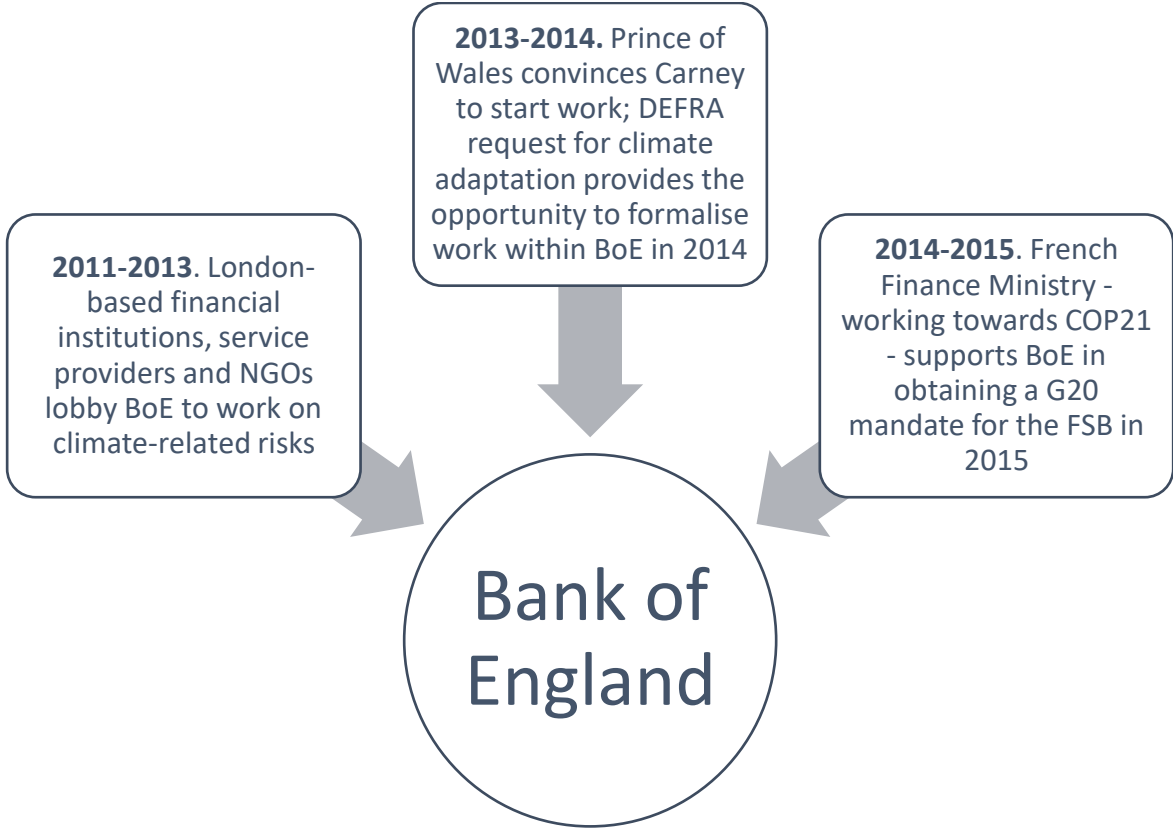 2011-2013. London-
based financial
institutions, service
providers and NGOs
lobby BoE to work on
climate-related risks
2013-2014. Prince of
Wales convinces Carney
to start work; DEFRA
request for climate
adaptation provides the
opportunity to formalise
work within BoE in 2014
2014-2015. French
Finance Ministry -
working towards COP21
- supports BoE in
obtaining a G20
mandate for the FSB in
2015
Bank of
England